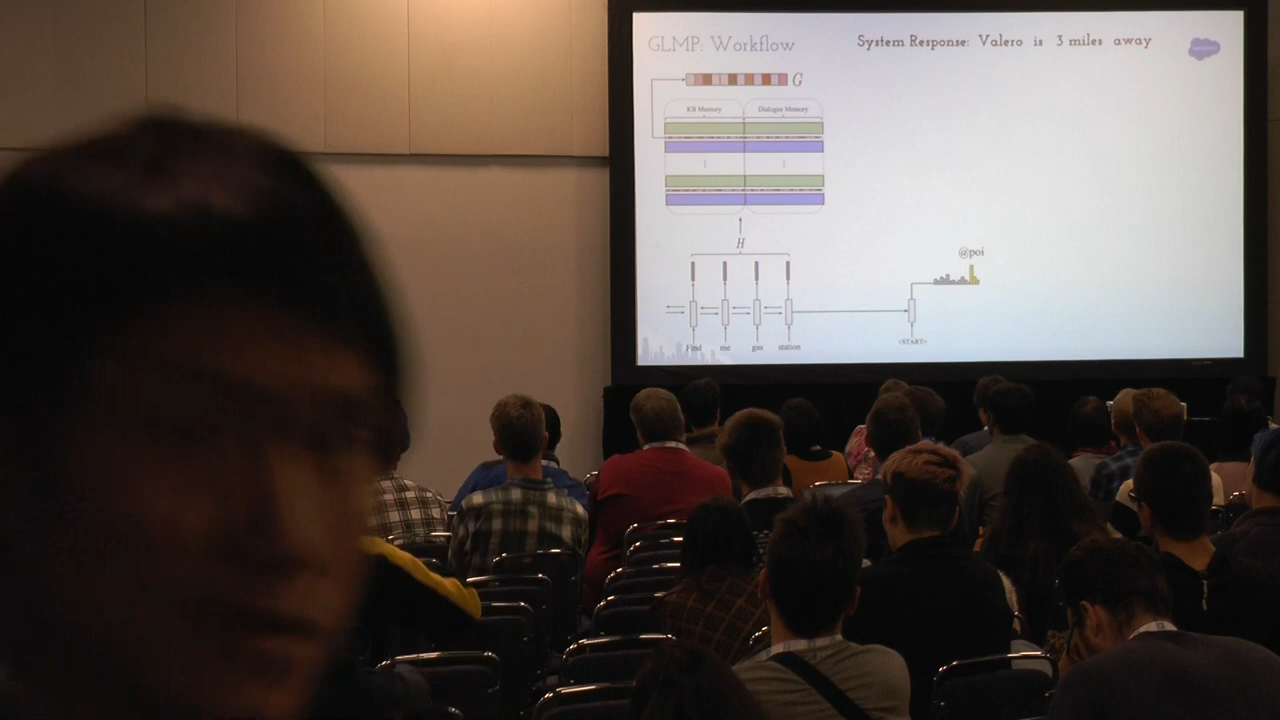 GLMP: Workflow
System Response: Valero is 3 miles away
salesforce
G
KB Memory
Dialogue Memory
H
@poi
Find me gas station
<START>